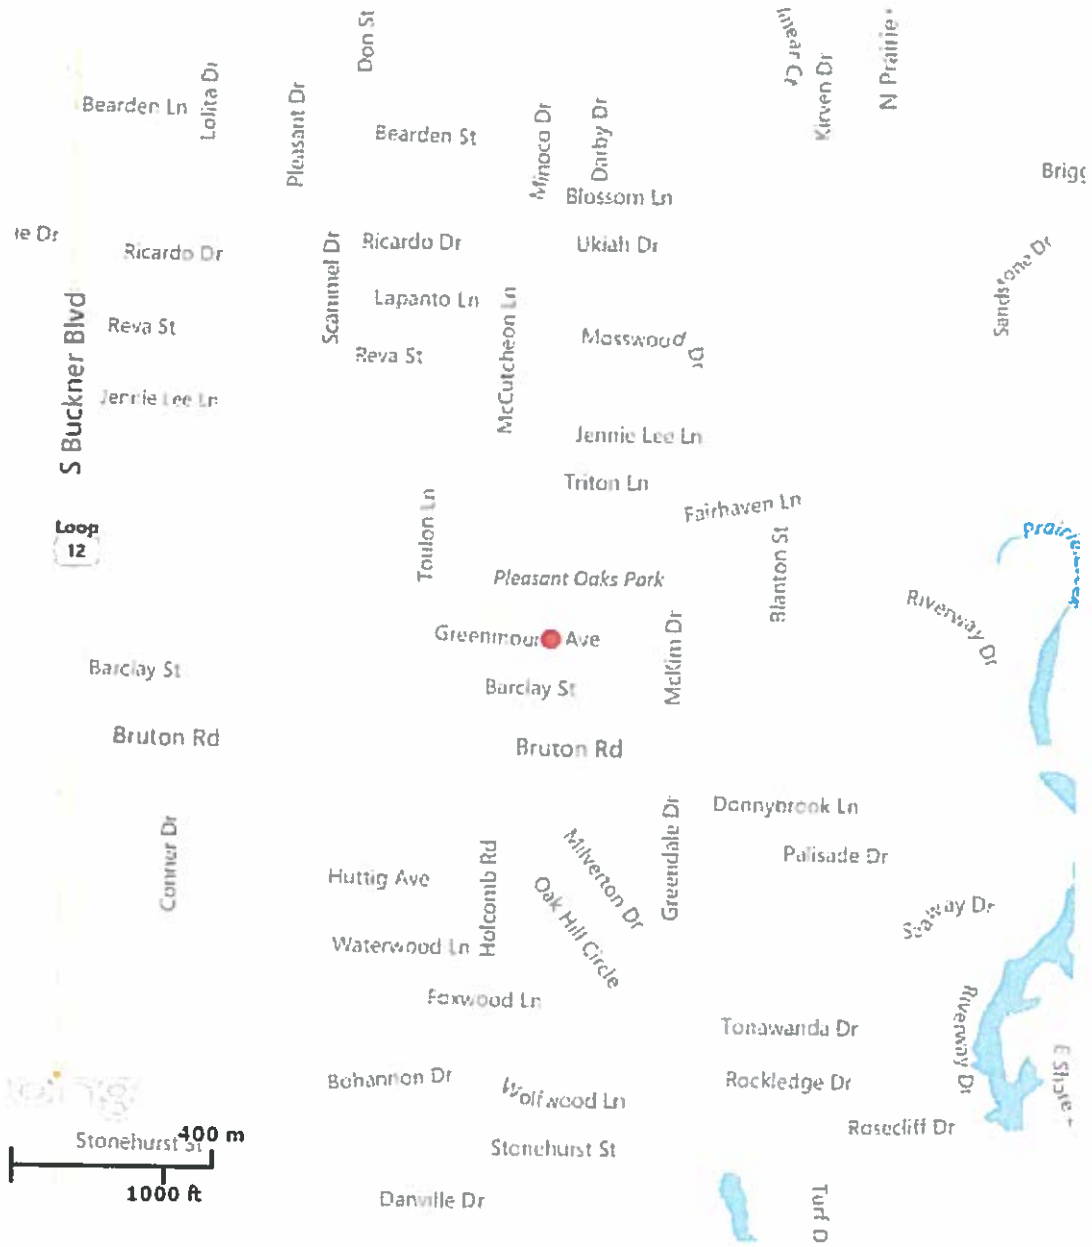 Don St
Kirven Dr
N Prairie
Bearden Ln
Lolita Dr
Pleasant Dr
Bearden St
Minoco Dr
Darby Dr
Blossom Ln
Brigg
Ricardo Dr
Scammel Dr
Ricardo Dr
Ukiah Dr
Sandstone Dr
Lapanto Ln
S Buckner Blvd
Reva St
Reva St
McCutcheon Ln
Mosswood Dr
Jennie Lee Ln
Jennie Lee Ln
Triton Ln
Fairhaven Ln
Loop
12
Toulon Ln
Blanton St
Pleasant Oaks Park
Riverway Dr
Ave
McKim Dr
Barclay St
Barclay St
Bruton Rd
Bruton Rd
Conner Dr
Greendale Dr
Donnybrook Ln
Milverton Dr
Palisade Dr
Huttig Ave
Holcomb Rd
Oak Hill Circle
Seaway Dr
Waterwood Ln
Foxwood Ln
Riverway Dr
Tonawanda Dr
Bohannon Dr
Wolfwood Ln
Rockledge Dr
E Shore
Rosecliff Dr
Stonehurst St
400 m
Stonehurst St
1000 ft
Danville Dr
Turf D